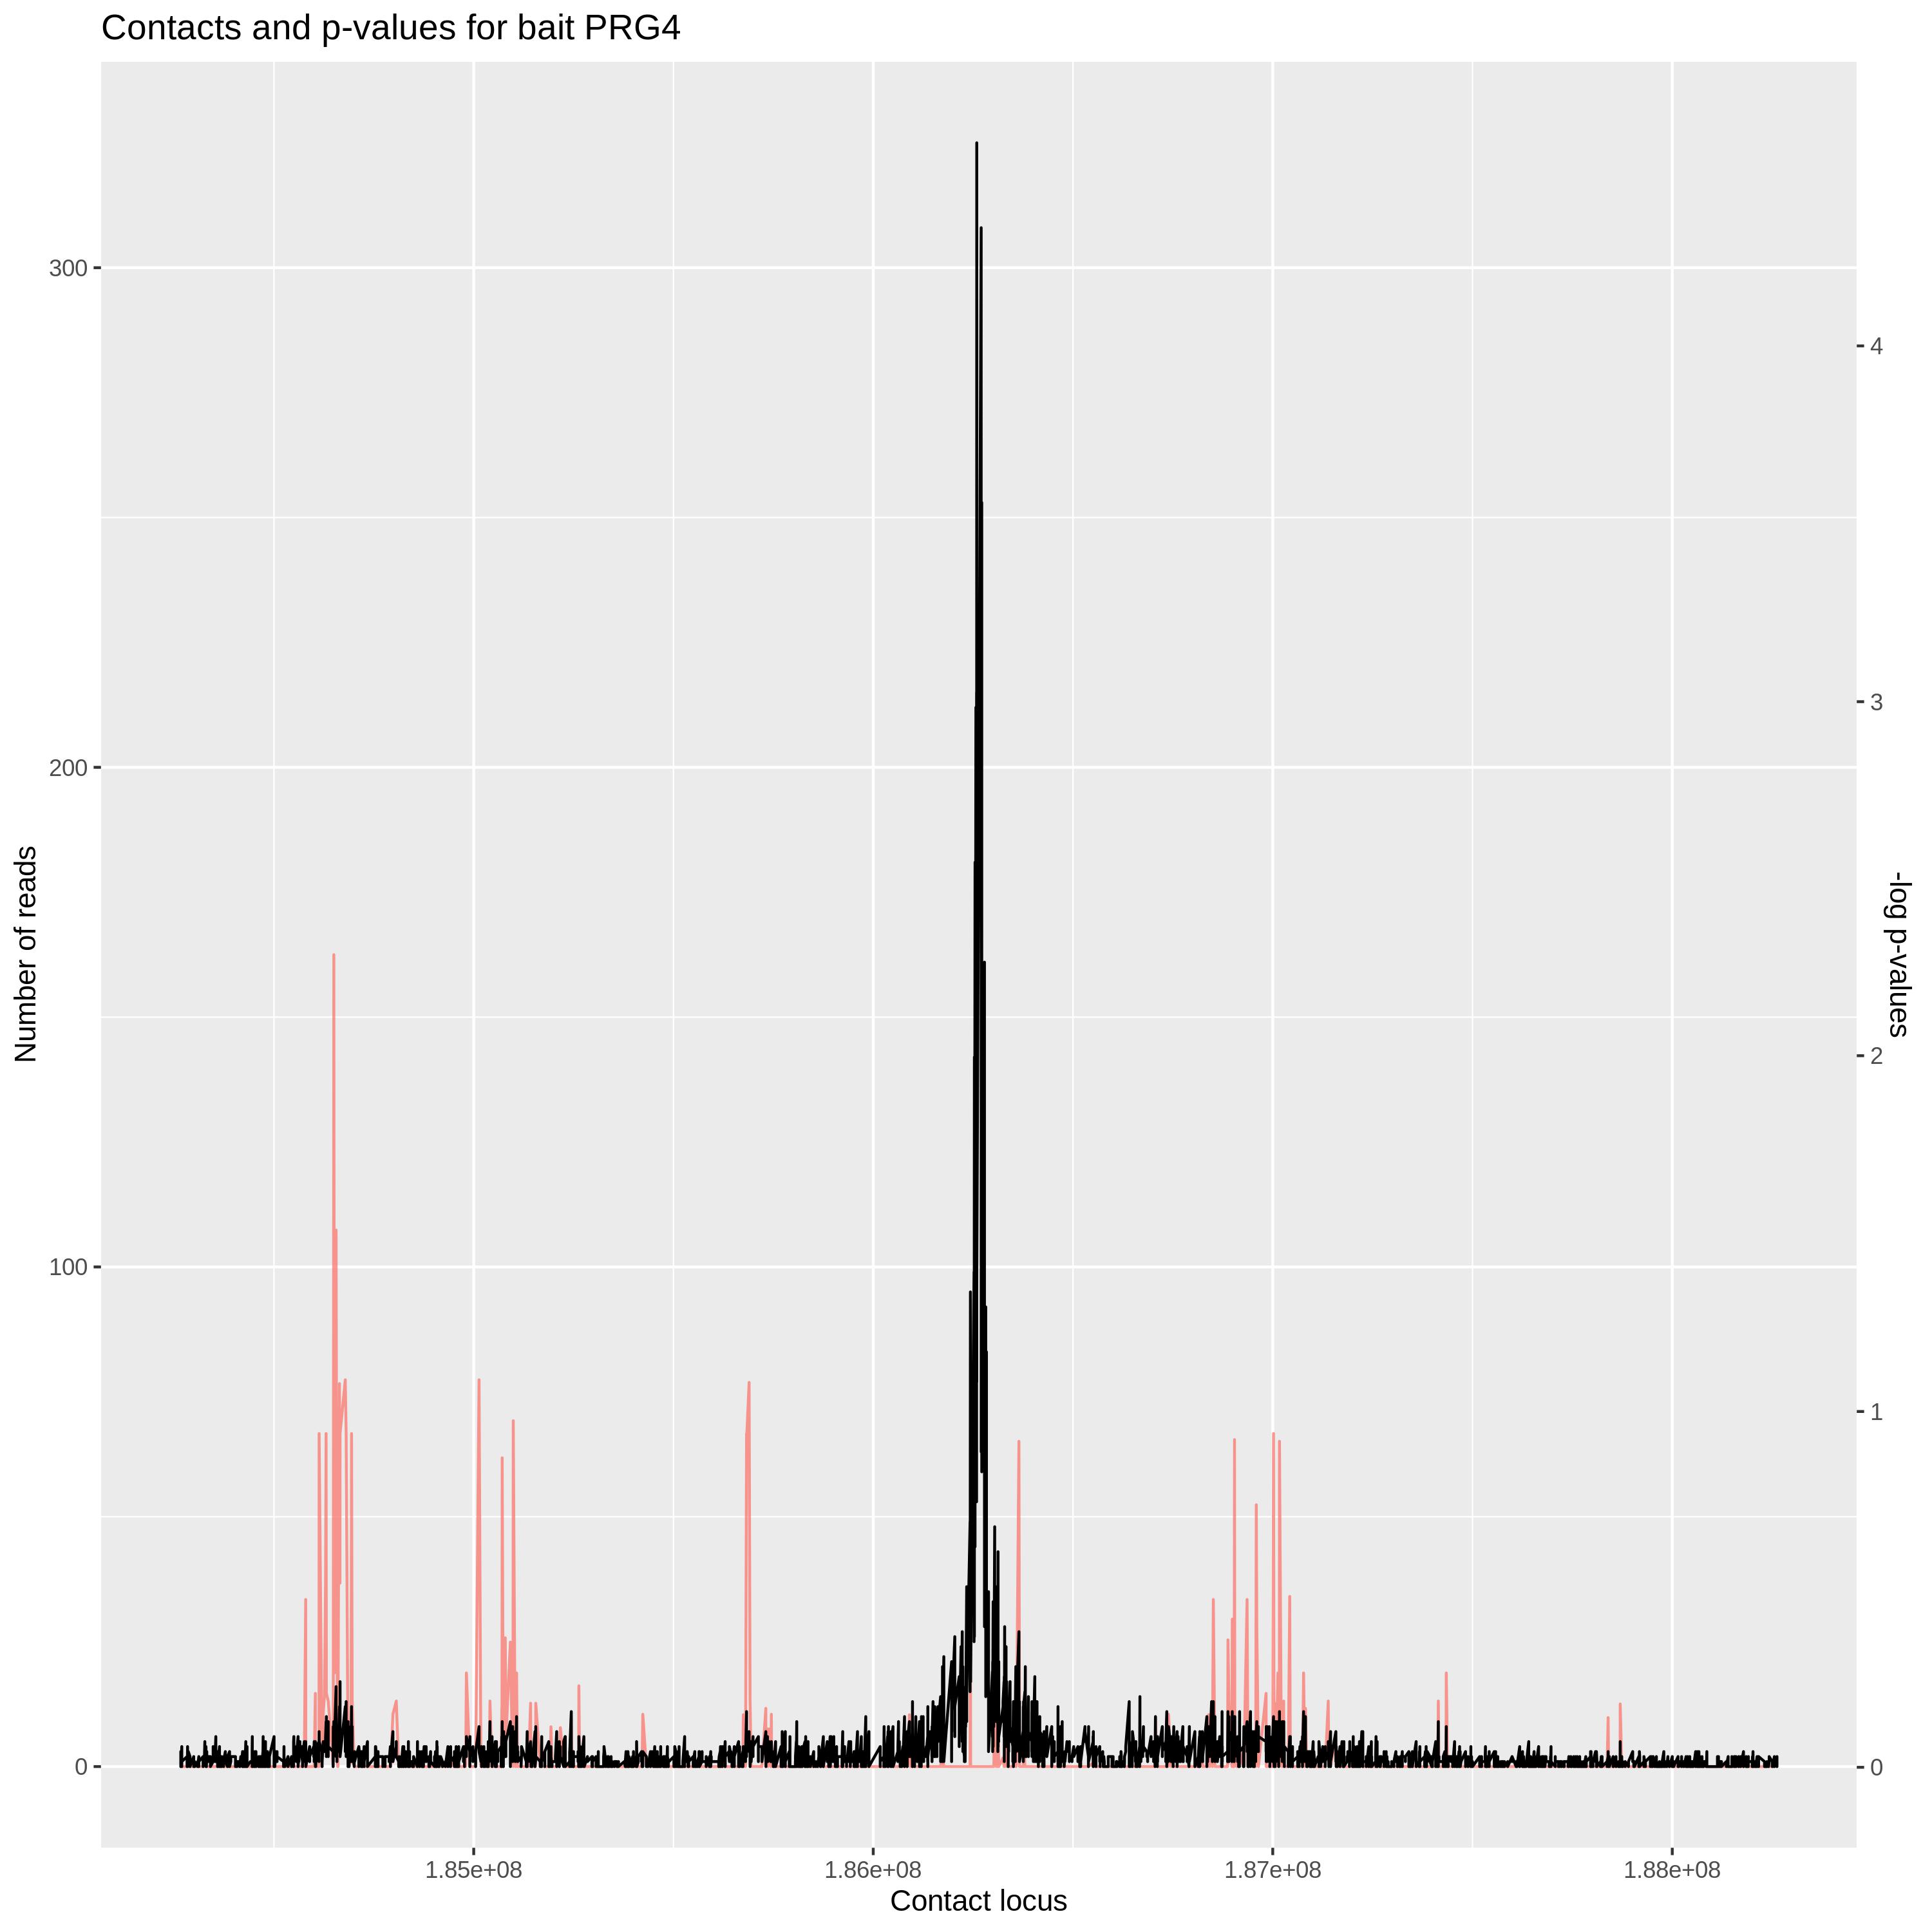 Contacts and p-values for bait PRG4
300
200
100
0
4
3
2
1
0
Number of reads
-log p-values
1.85e+08 1.86e+08 1.87e+08 1.88e+08
Contact locus